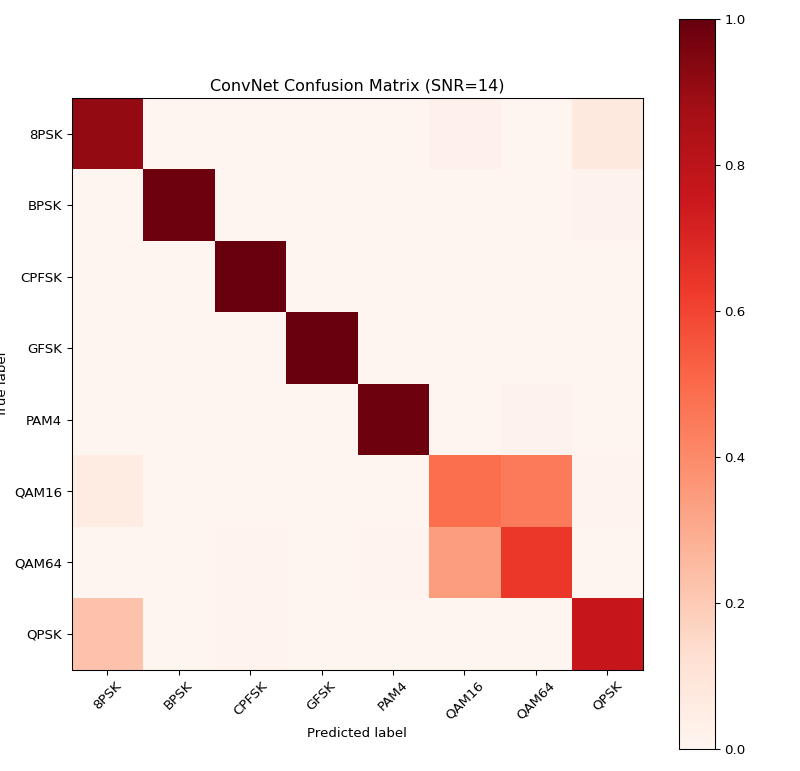 ConvNet Confusion Matrix (SNR=14)
8PSK
BPSK
CPFSK
GFSK
PAM4
QAM16
QAM64
QPSK
True label
8PSK
BPSK
CPFSK
GFSK
PAM4
QAM16
QAM64
QPSK
Predicted label
1.0
0.8
0.6
0.4
0.2
0.0